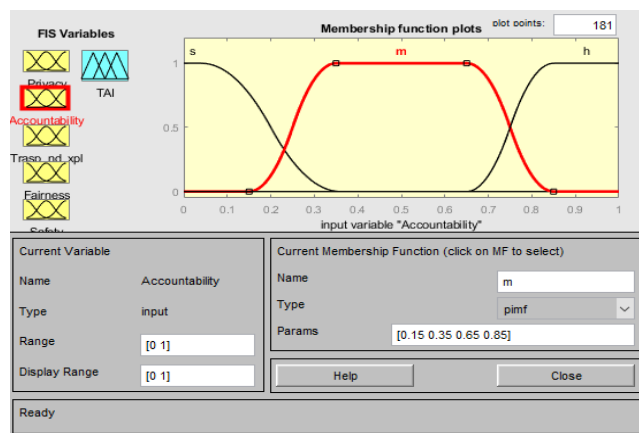 FIS Variables
Membership function plots
plot points:
181
Privacy
TAI
Accountability
Trasp_nd_xpl
Fairness
Safety
s
m
h
1
0.5
0
0 0.1 0.2 0.3 0.4 0.5 0.6 0.7 0.8 0.9 1
input variable "Accountability"
Current Variable
Name Accountability
Type input
Range [0 1]
Display Range [0 1]
Current Membership Function (click on MF to select)
Name m
Type pimf
Params [0.15 0.35 0.65 0.85]
Help Close
Ready